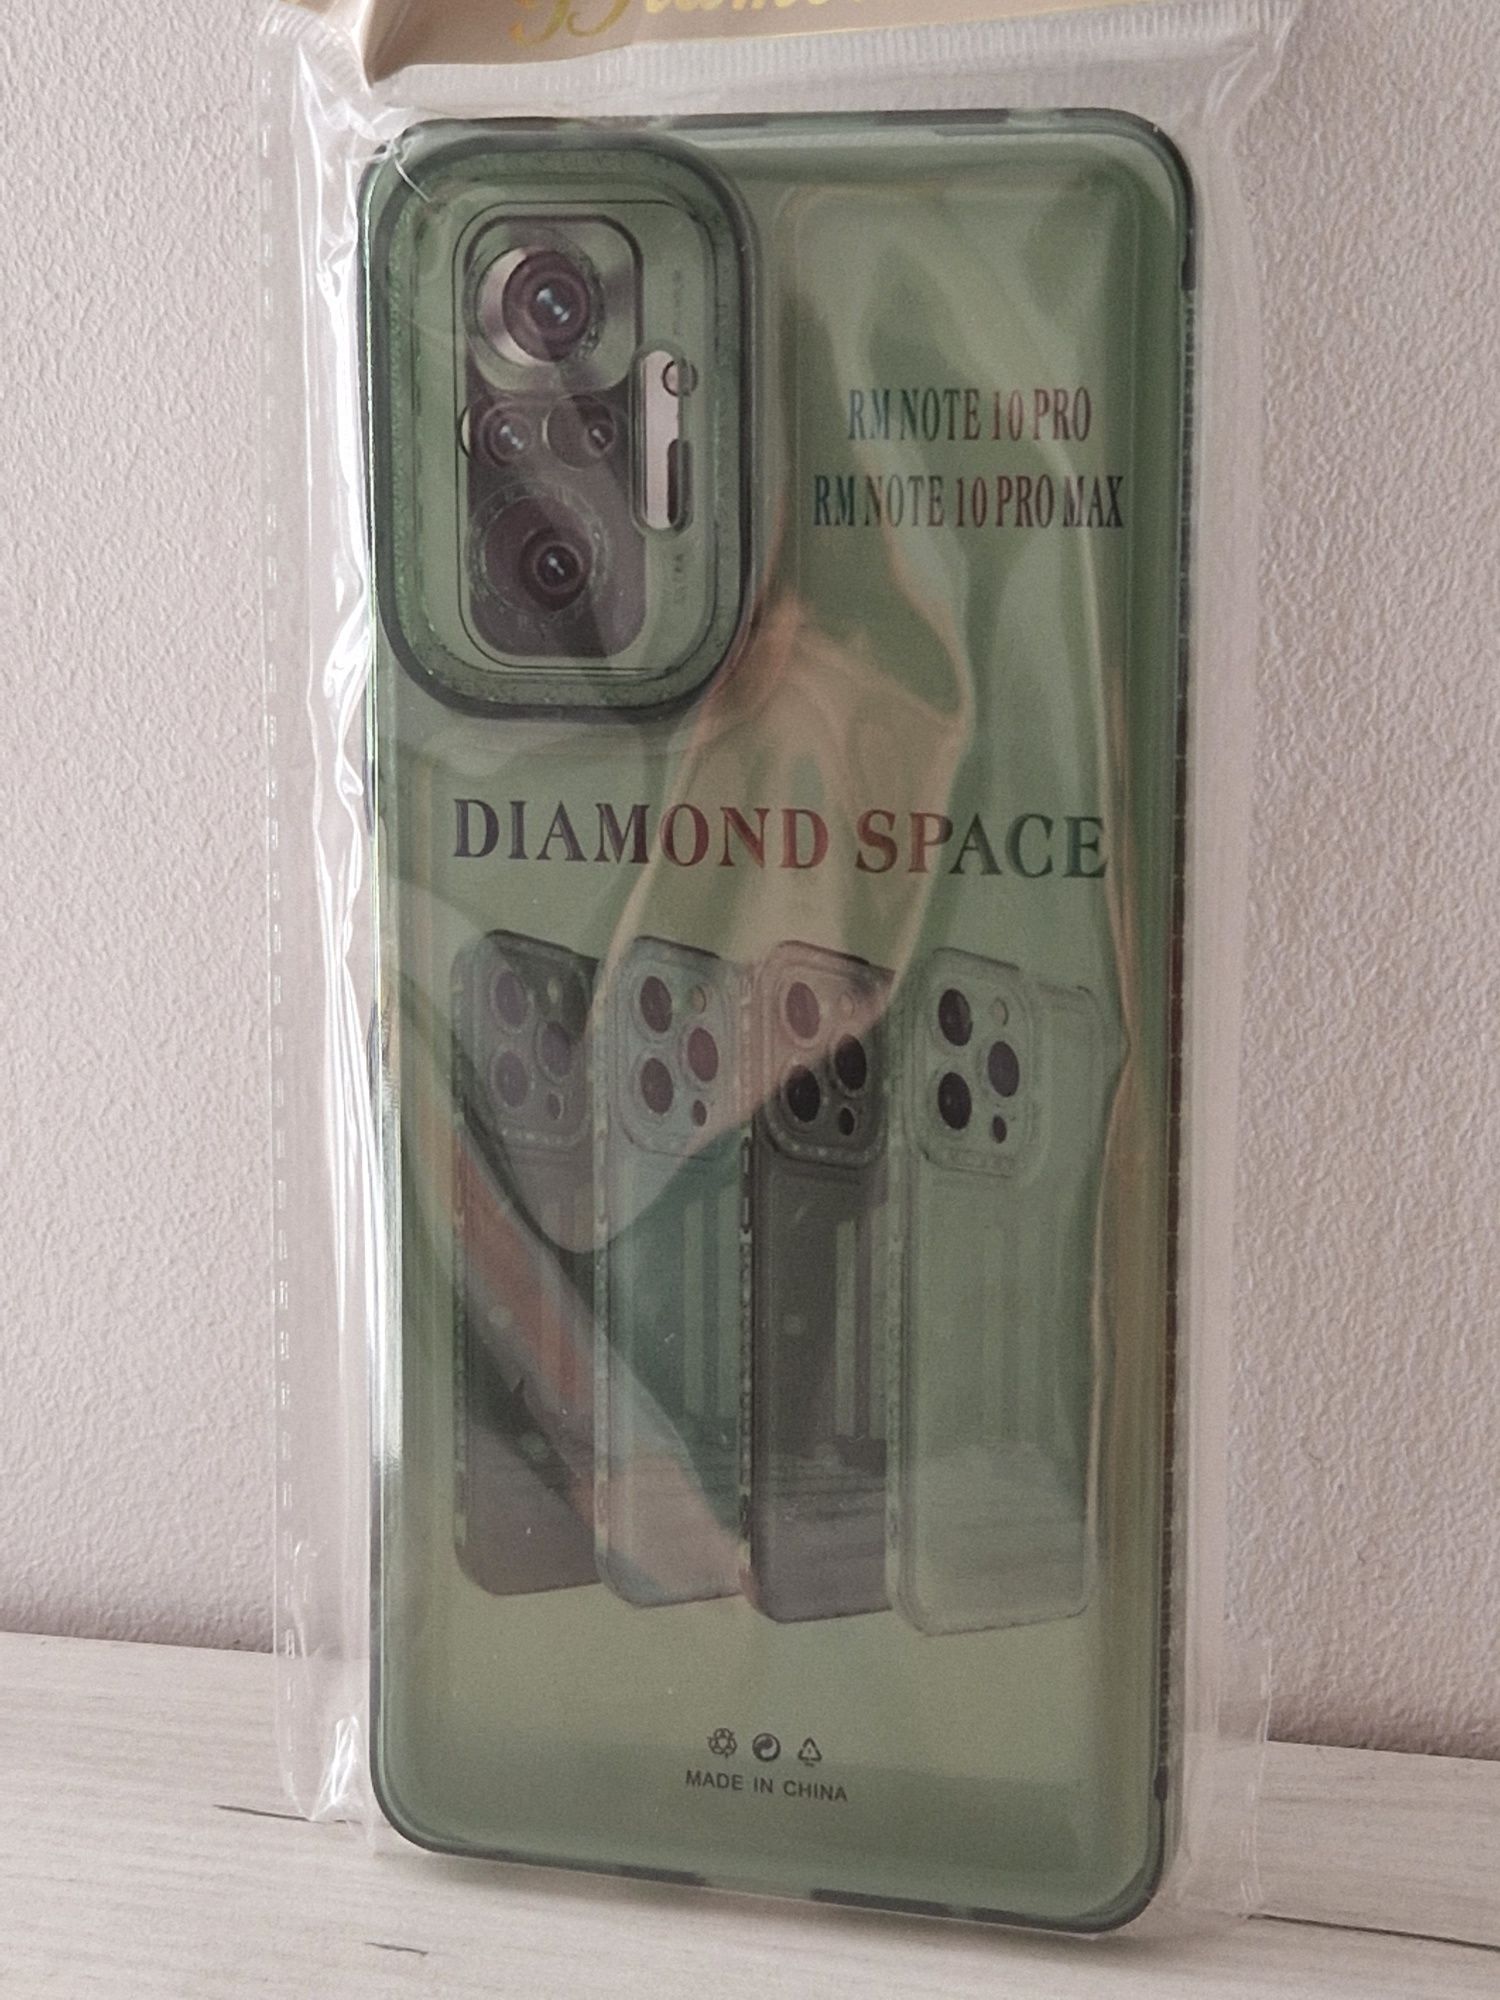 RM NOTE 10 PRO
RM NOTE 10 PRO MAX
DIAMOND SPACE
MADE IN CHINA